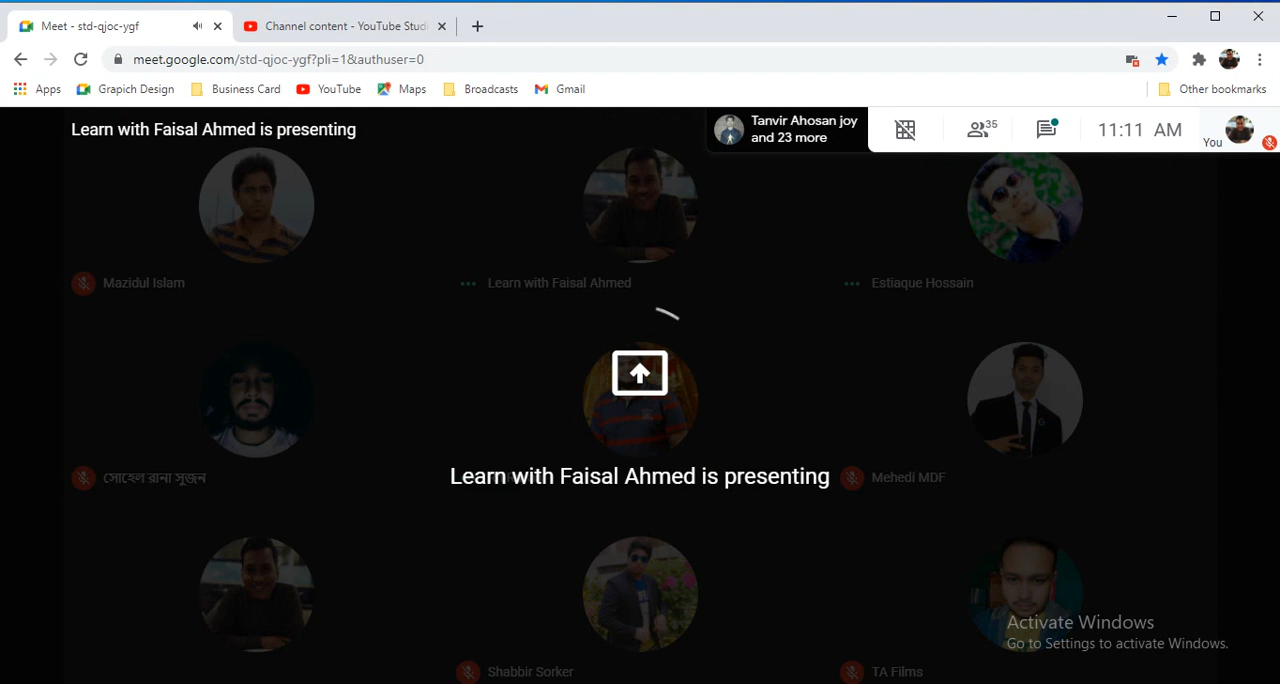 Meet - std-qjoc-ygf
Channel content - YouTube Studi
meet.google.com/std-qjoc-ygf?pli=1&authuser=0
Apps
Grapich Design
Business Card
YouTube
Maps
Broadcasts
Gmail
Other bookmarks
Learn with Faisal Ahmed is presenting
Tanvir Ahosan joy
and 23 more
35
11:11 AM
You
Mazidul Islam
Learn with Faisal Ahmed
Estiaque Hossain
সোহেল রানা সুজন
Learn with Faisal Ahmed is presenting
Mehedi MDF
Activate Windows
Go to Settings to activate Windows.
Shabbir Sorker
TA Films